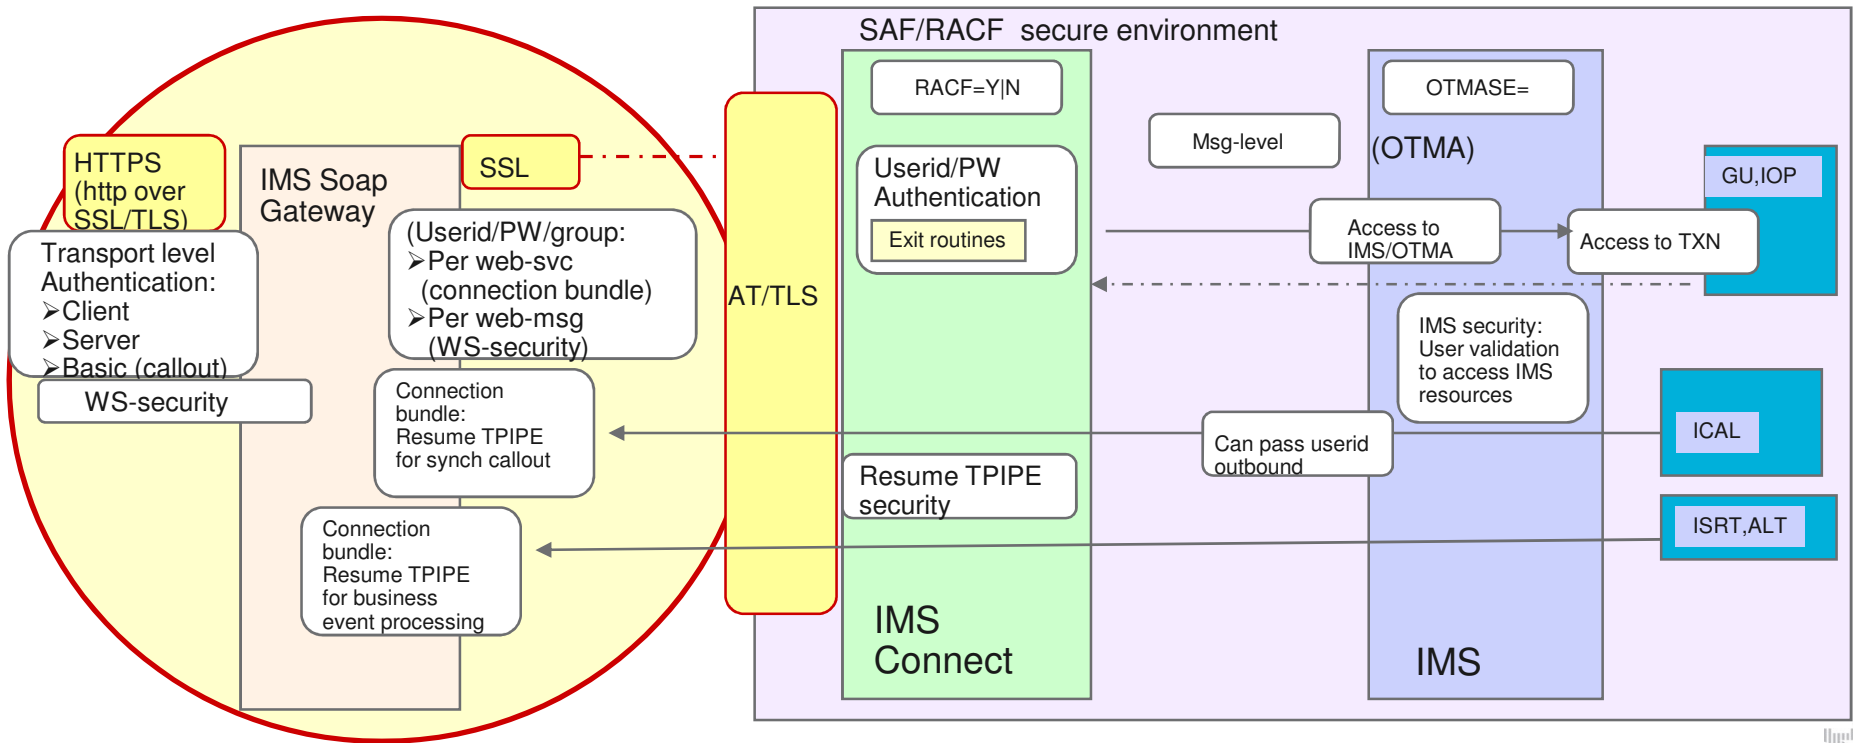 SAF/RACF  secure environment
HTTPS
(http over
SSL/TLS)
Transport level
Authentication:
➢Client
➢Server
➢Basic (callout)
WS-security
IMS Soap
Gateway
SSL
(Userid/PW/group:
➢Per web-svc
(connection bundle)
➢Per web-msg
(WS-security)
Connection
bundle:
Resume TPIPE
for synch callout
Connection
bundle:
Resume TPIPE
for business
event processing
AT/TLS
RACF=Y|N
Userid/PW
Authentication
Exit routines
Resume TPIPE
security
IMS
Connect
Msg-level
OTMASE=
(OTMA)
Access to
IMS/OTMA
Access to TXN
IMS security:
User validation
to access IMS
resources
Can pass userid
outbound
IMS
GU,IOP
ICAL
ISRT,ALT